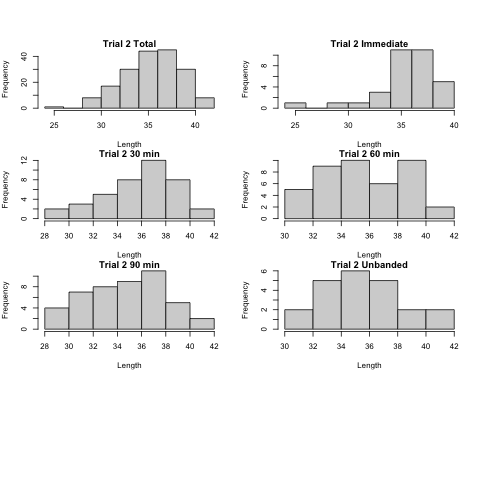 Trial 2 Total
Frequency
0 20 40
25 30 35 40
Length
Trial 2 Immediate
Frequency
0 4 8
25 30 35 40
Length
Trial 2 30 min
Frequency
0 4 8 12
28 30 32 34 36 38 40 42
Length
Trial 2 60 min
Frequency
0 2 4 6 8
30 32 34 36 38 40 42
Length
Trial 2 90 min
Frequency
0 4 8
28 30 32 34 36 38 40 42
Length
Trial 2 Unbanded
Frequency
0 2 4 6
30 32 34 36 38 40 42
Length